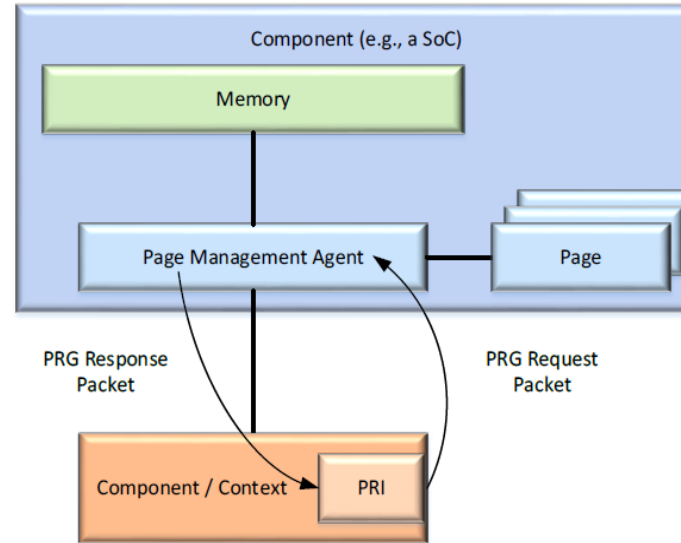 Component (e.g., a SoC)
Memory
Page Management Agent
Page
PRG Response
Packet
PRG Request
Packet
Component / Context
PRI